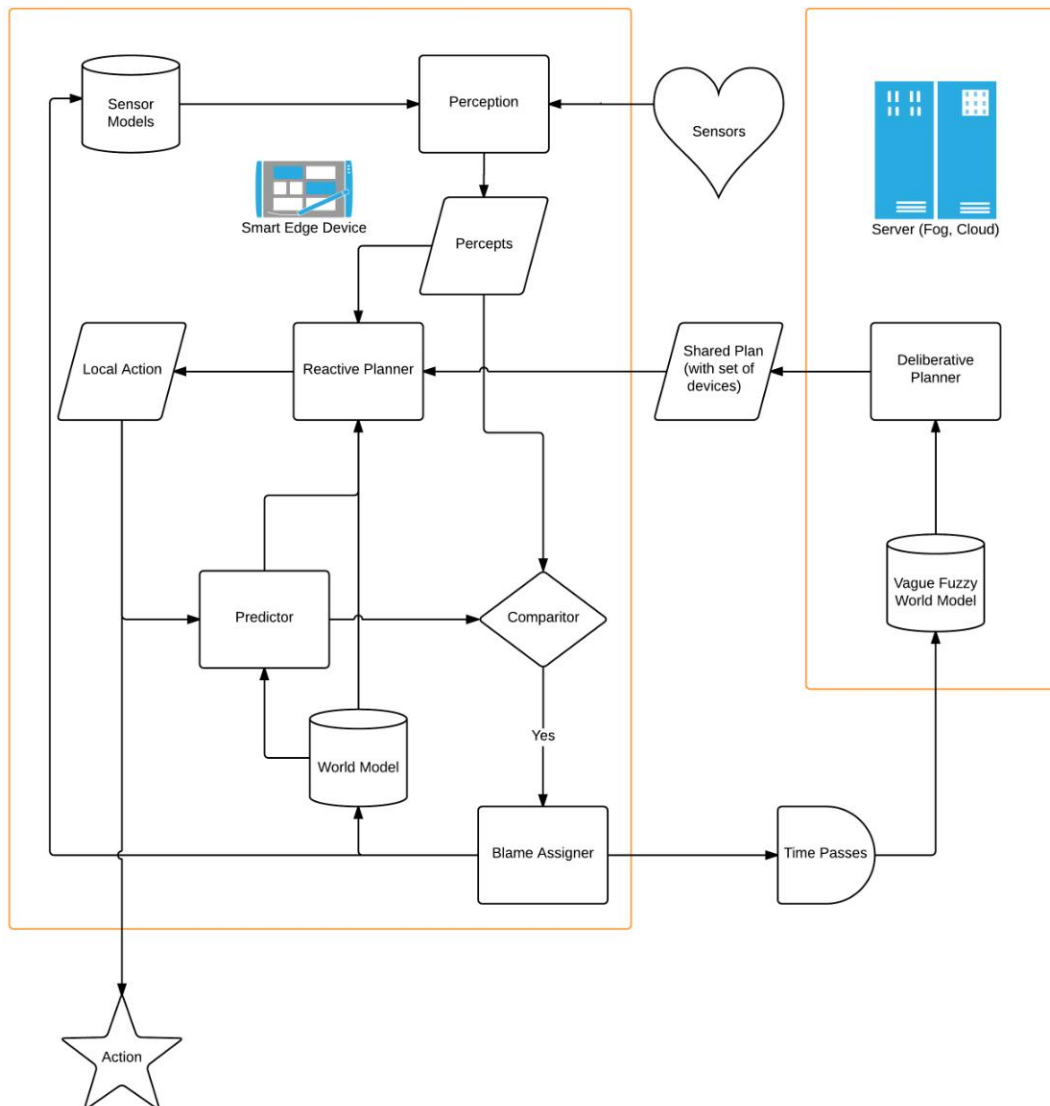 Sensor
Models
Perception
Sensors
Smart Edge Device
Percepts
Server (Fog, Cloud)
Local Action
Reactive Planner
Shared Plan
(with set of
devices)
Deliberative
Planner
Predictor
Comparitor
Vague Fuzzy
World Model
Yes
World Model
Blame Assigner
Time Passes
Action